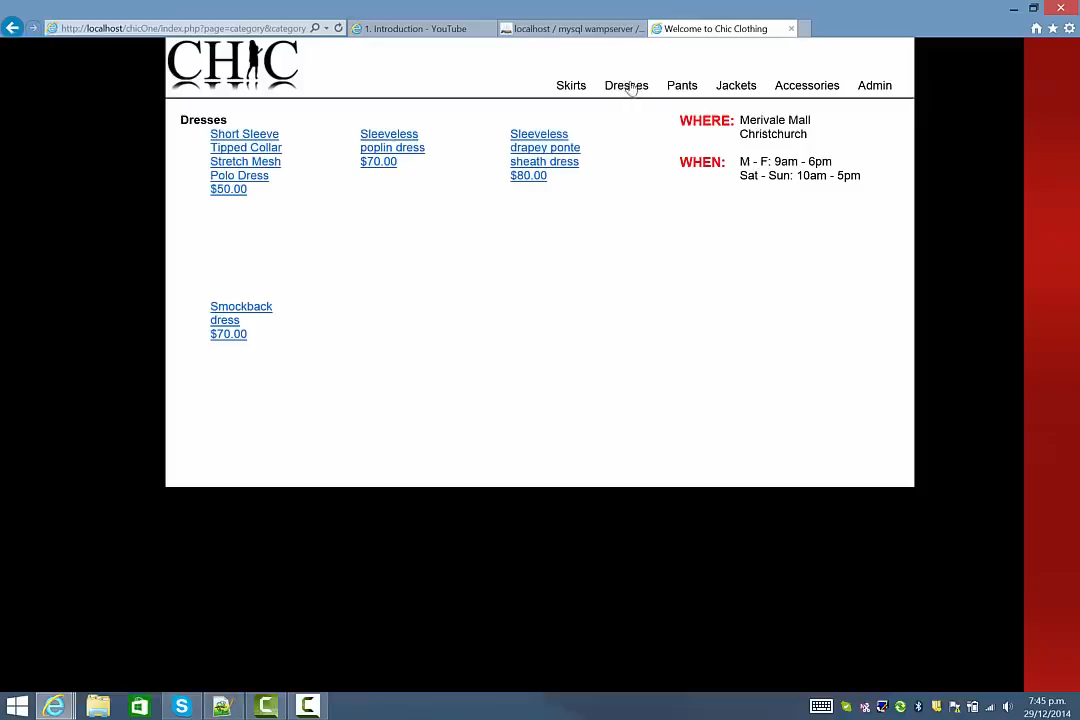 http://localhost/chicOne/index.php?page=category&category
1. Introduction - YouTube
localhost / mysql wampserver /...
Welcome to Chic Clothing
CHIC
Skirts
Dresses
Pants
Jackets
Accessories
Admin
Dresses
Short Sleeve
Tipped Collar
Stretch Mesh
Polo Dress
$50.00
Sleeveless
poplin dress
$70.00
Sleeveless
drapey ponte
sheath dress
$80.00
Smockback
dress
$70.00
WHERE: Merivale Mall
Christchurch
WHEN: M - F: 9am - 6pm
Sat - Sun: 10am - 5pm
7:45 p.m.
29/12/2014